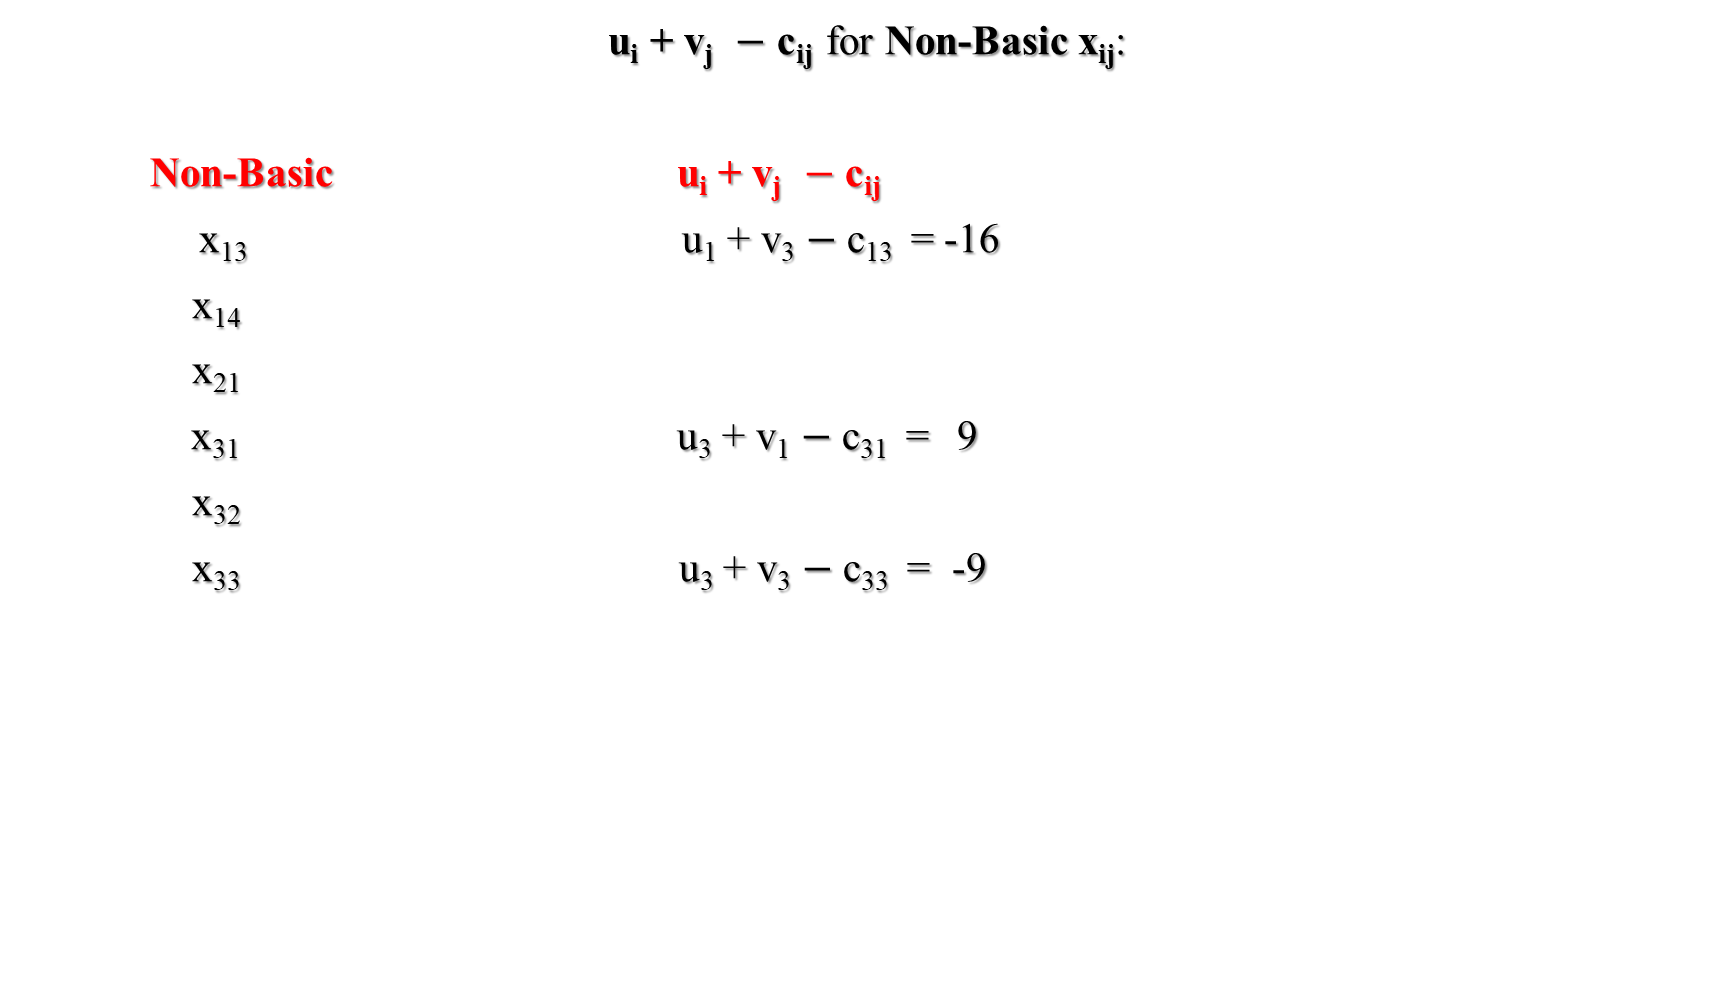 uᵢ + vⱼ − cᵢⱼ for Non-Basic xᵢⱼ:
Non-Basic uᵢ + vⱼ − cᵢⱼ
x₁₃ u₁ + v₃ − c₁₃ = -16
x₁₄
x₂₁
x₃₁ u₃ + v₁ − c₃₁ = 9
x₃₂
x₃₃ u₃ + v₃ − c₃₃ = -9